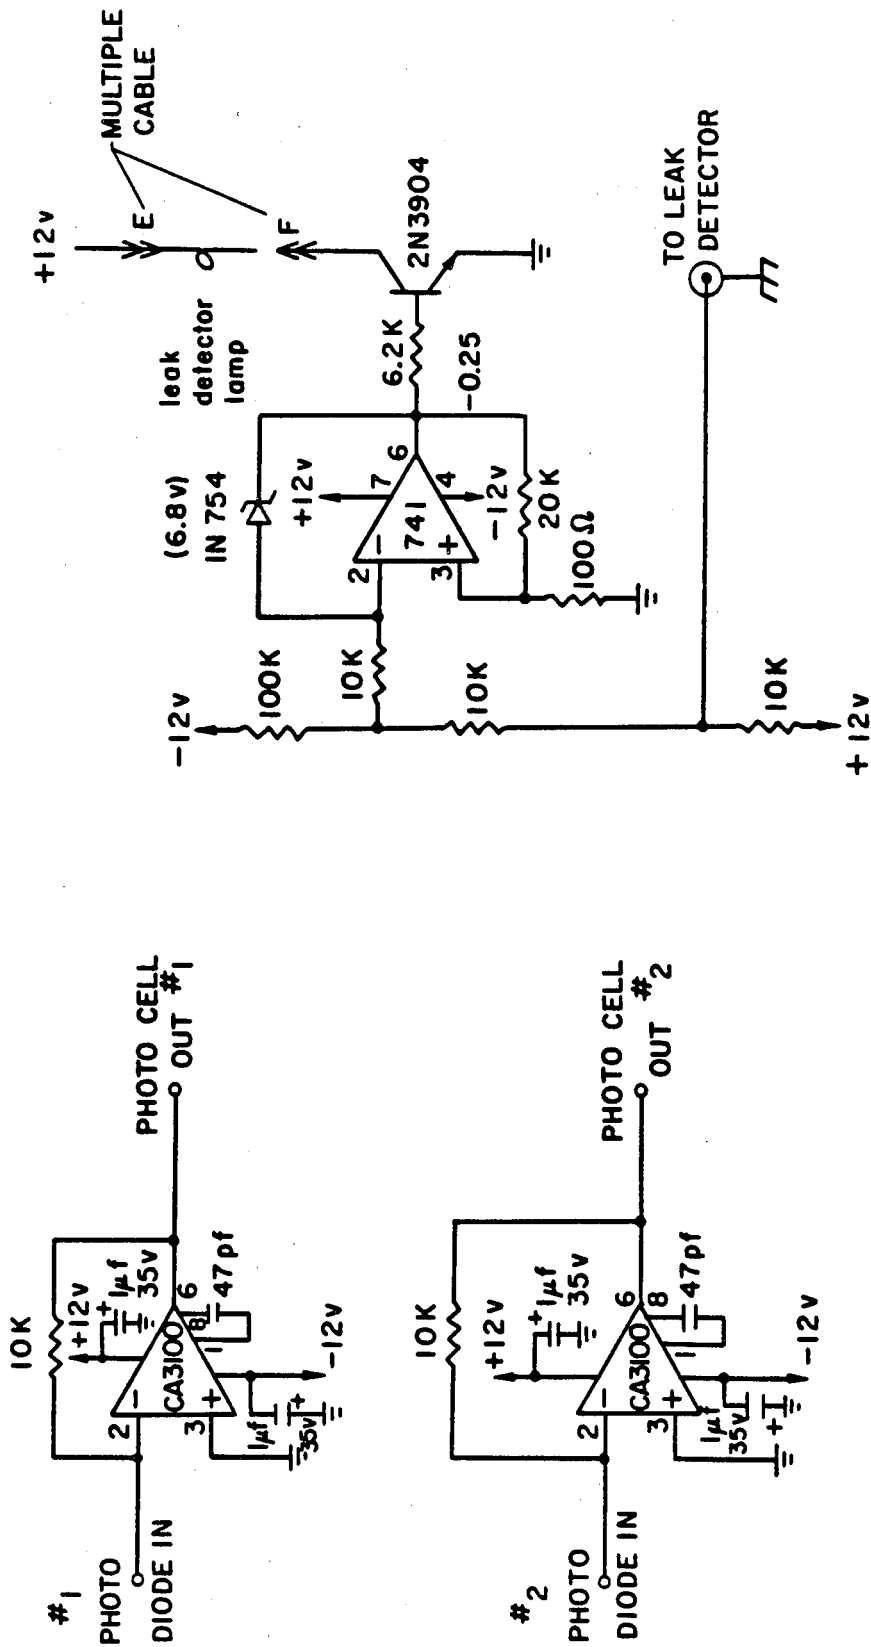 #1
PHOTO
DIODE IN
10K
+12v
+
1μf
35v
2
−
CA3100
3
+
6
8
1
47pf
1μf
35v
+
−12v
PHOTO CELL
OUT #1
#2
PHOTO
DIODE IN
10K
+12v
+
1μf
35v
2
−
CA3100
3
+
6
8
1
47pf
1μf
35v
+
−12v
PHOTO CELL
OUT #2
−12v
100K
10K
10K
10K
+12v
(6.8v)
IN 754
+12v
2
−
7
741
6
3
+
4
−12v
20K
100Ω
6.2K
−0.25
leak
detector
lamp
+12v
E
F
MULTIPLE
CABLE
2N3904
TO LEAK
DETECTOR